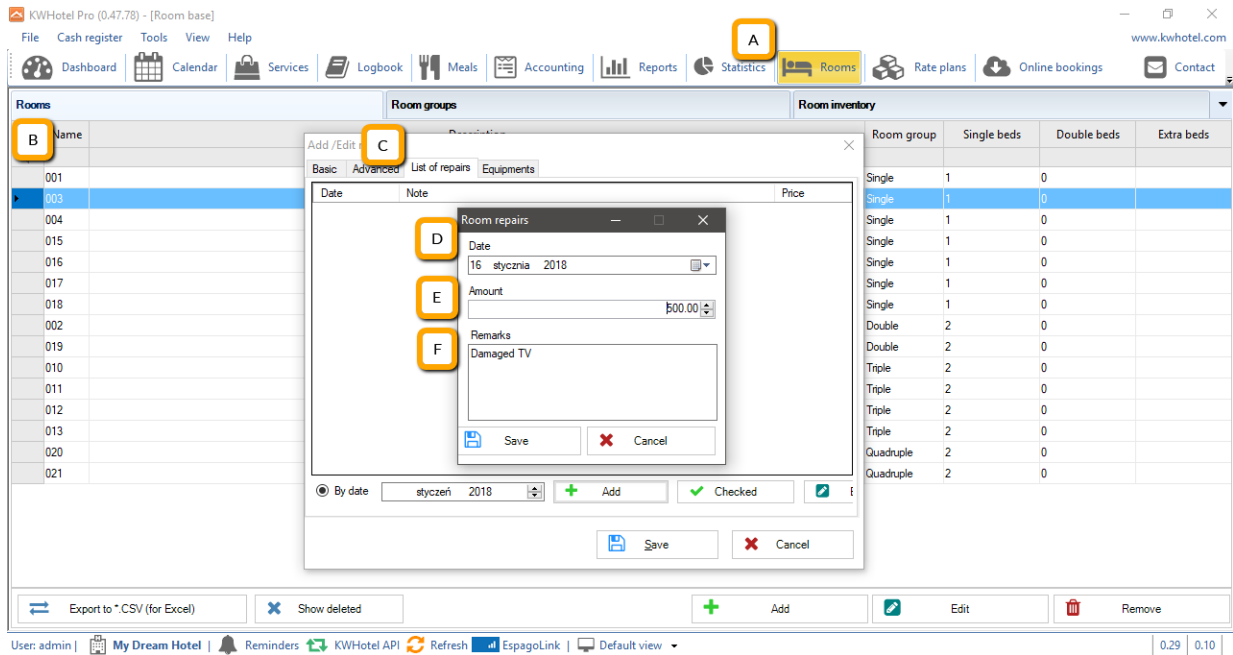 KWHotel Pro (0.47.78) - [Room base]
File Cash register Tools View Help www.kwhotel.com
A
Dashboard Calendar Services Logbook Meals Accounting Reports Statistics Rooms Rate plans Online bookings Contact
Rooms Room groups Room inventory
B Name Description Room group Single beds Double beds Extra beds
Add /Edit C
Basic Advanced List of repairs Equipments
Date Note Price
001 Single 1 0
003 Single 1 0
004 Single 1 0
015 Single 1 0
016 Single 1 0
017 Single 1 0
018 Single 1 0
002 Double 2 0
019 Double 2 0
010 Triple 2 0
011 Triple 2 0
012 Triple 2 0
013 Triple 2 0
020 Quadruple 2 0
021 Quadruple 2 0
Room repairs
D
Date
16 stycznia 2018
E
Amount
500.00
F
Remarks
Damaged TV
Save Cancel
By date styczeń 2018 Add Checked E
Save Cancel
Export to *.CSV (for Excel) Show deleted Add Edit Remove
User: admin | My Dream Hotel | Reminders KWHotel API Refresh EspagoLink | Default view 0.29 0.10